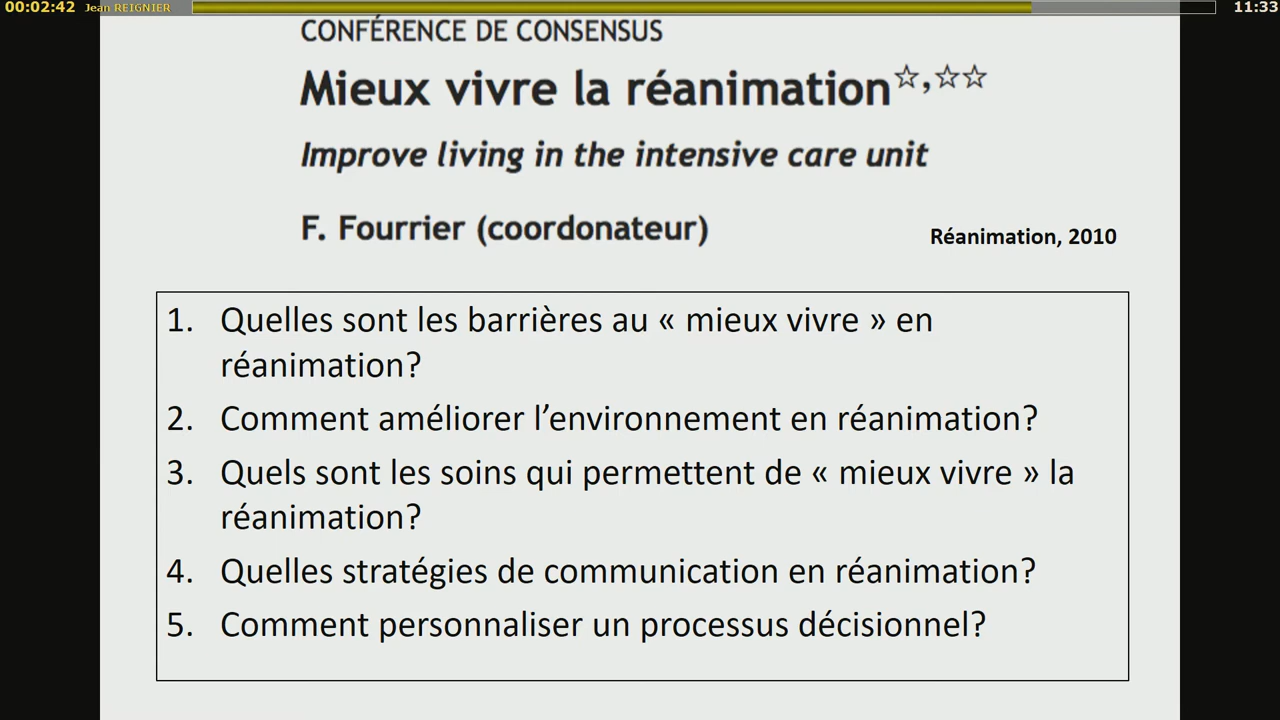 00:02:42 Jean REIGNIER 11:33
CONFÉRENCE DE CONSENSUS
Mieux vivre la réanimation☆,☆☆
Improve living in the intensive care unit
F. Fourrier (coordonateur)
Réanimation, 2010
1. Quelles sont les barrières au « mieux vivre » en
réanimation?
2. Comment améliorer l’environnement en réanimation?
3. Quels sont les soins qui permettent de « mieux vivre » la
réanimation?
4. Quelles stratégies de communication en réanimation?
5. Comment personnaliser un processus décisionnel?